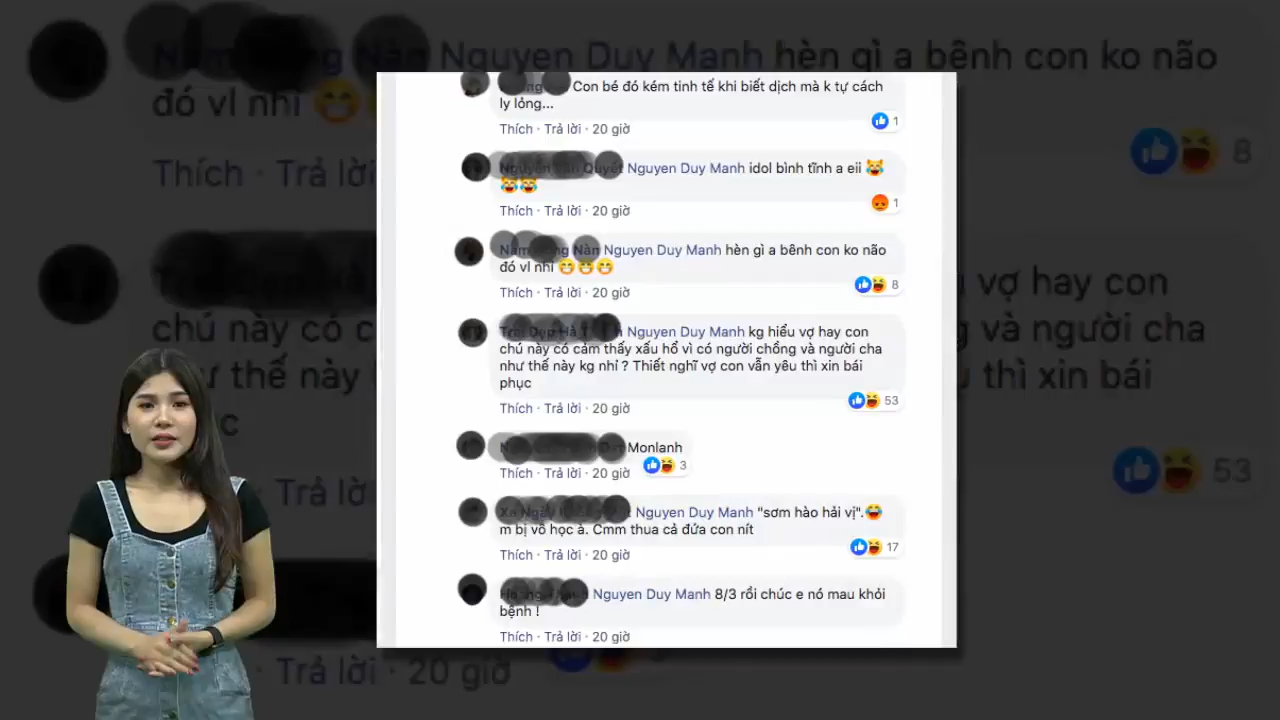 Nguyen Duy Manh hèn gì a bênh con ko não
đó vl nhỉ
Thích · Trả lời
8
vợ hay con
chú này có c
g và người cha
ư thế này
ụ thì xin bái
c
Trả lờ
53
Trả lời · 20 giờ
Con bé đó kém tinh tế khi biết dịch mà k tự cách
ly lỏng...
1
Thích · Trả lời · 20 giờ
Nguyen Duy Manh idol bình tĩnh a eii 😹
😹😹
1
Thích · Trả lời · 20 giờ
Nguyen Duy Manh hèn gì a bênh con ko não
đó vl nhỉ 😁😁😁
8
Thích · Trả lời · 20 giờ
Nguyen Duy Manh kg hiểu vợ hay con
chú này có cảm thấy xấu hổ vì có người chồng và người cha
như thế này kg nhỉ ? Thiết nghĩ vợ con vẫn yêu thì xin bái
phục
53
Thích · Trả lời · 20 giờ
Monlanh
3
Thích · Trả lời · 20 giờ
Nguyen Duy Manh "sơm hào hải vị".😂
m bị vô học à. Cmm thua cả đứa con nít
17
Thích · Trả lời · 20 giờ
Nguyen Duy Manh 8/3 rồi chúc e nó mau khỏi
bệnh !
Thích · Trả lời · 20 giờ